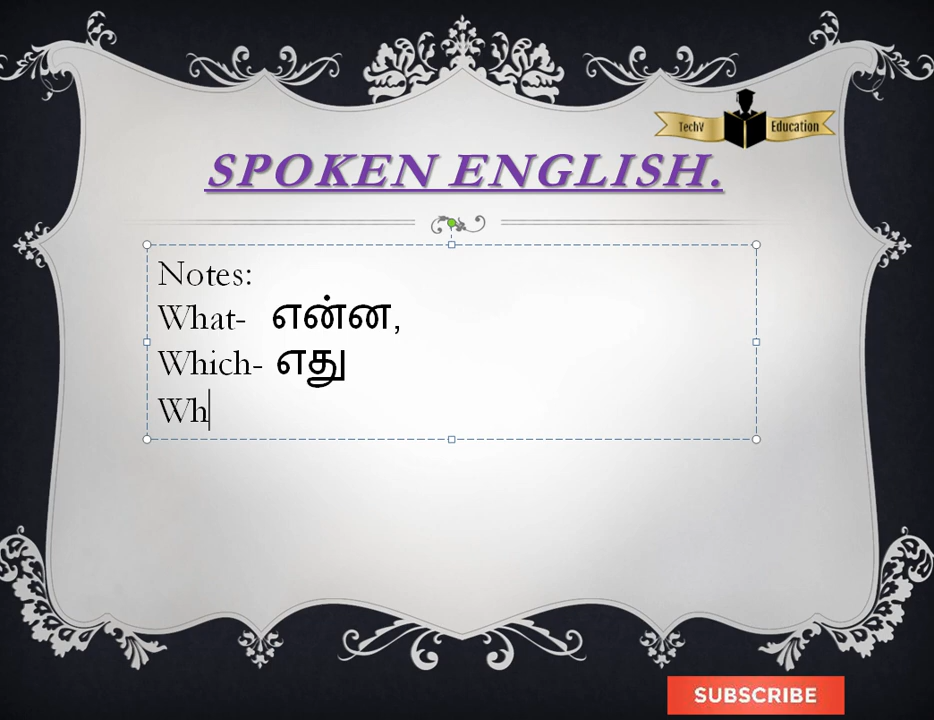 TechV Education
SPOKEN ENGLISH.
Notes:
What- என்ன,
Which- எது
Wh
SUBSCRIBE